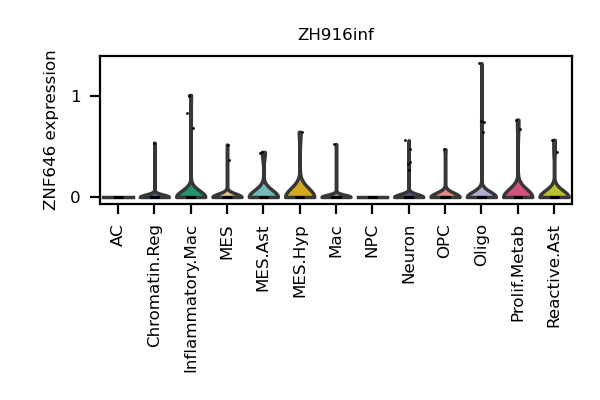 ZH916inf
ZNF646 expression
1
0
AC
Chromatin.Reg
Inflammatory.Mac
MES
MES.Ast
MES.Hyp
Mac
NPC
Neuron
OPC
Oligo
Prolif.Metab
Reactive.Ast